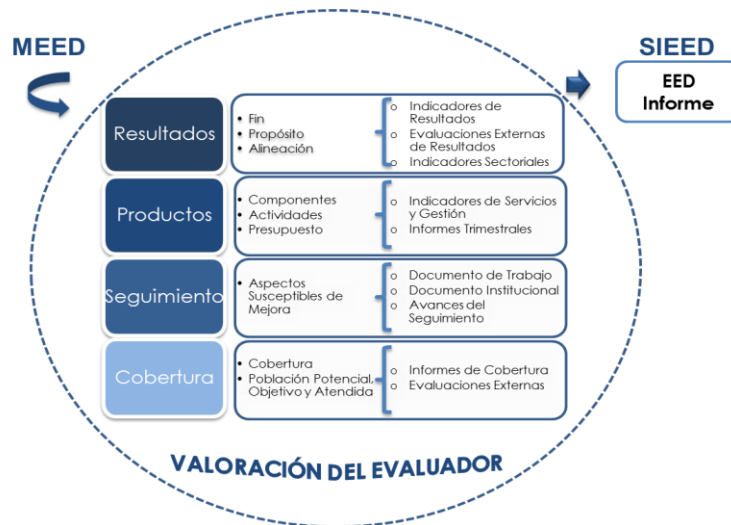 MEED
SIEED
EED
Informe
Resultados
• Fin
• Propósito
• Alineación
o Indicadores de
Resultados
o Evaluaciones Externas
de Resultados
o Indicadores Sectoriales
Productos
• Componentes
• Actividades
• Presupuesto
o Indicadores de Servicios
y Gestión
o Informes Trimestrales
Seguimiento
• Aspectos
Susceptibles de
Mejora
o Documento de Trabajo
o Documento Institucional
o Avances del
Seguimiento
Cobertura
• Cobertura
• Población Potencial,
Objetivo y Atendida
o Informes de Cobertura
o Evaluaciones Externas
VALORACIÓN DEL EVALUADOR